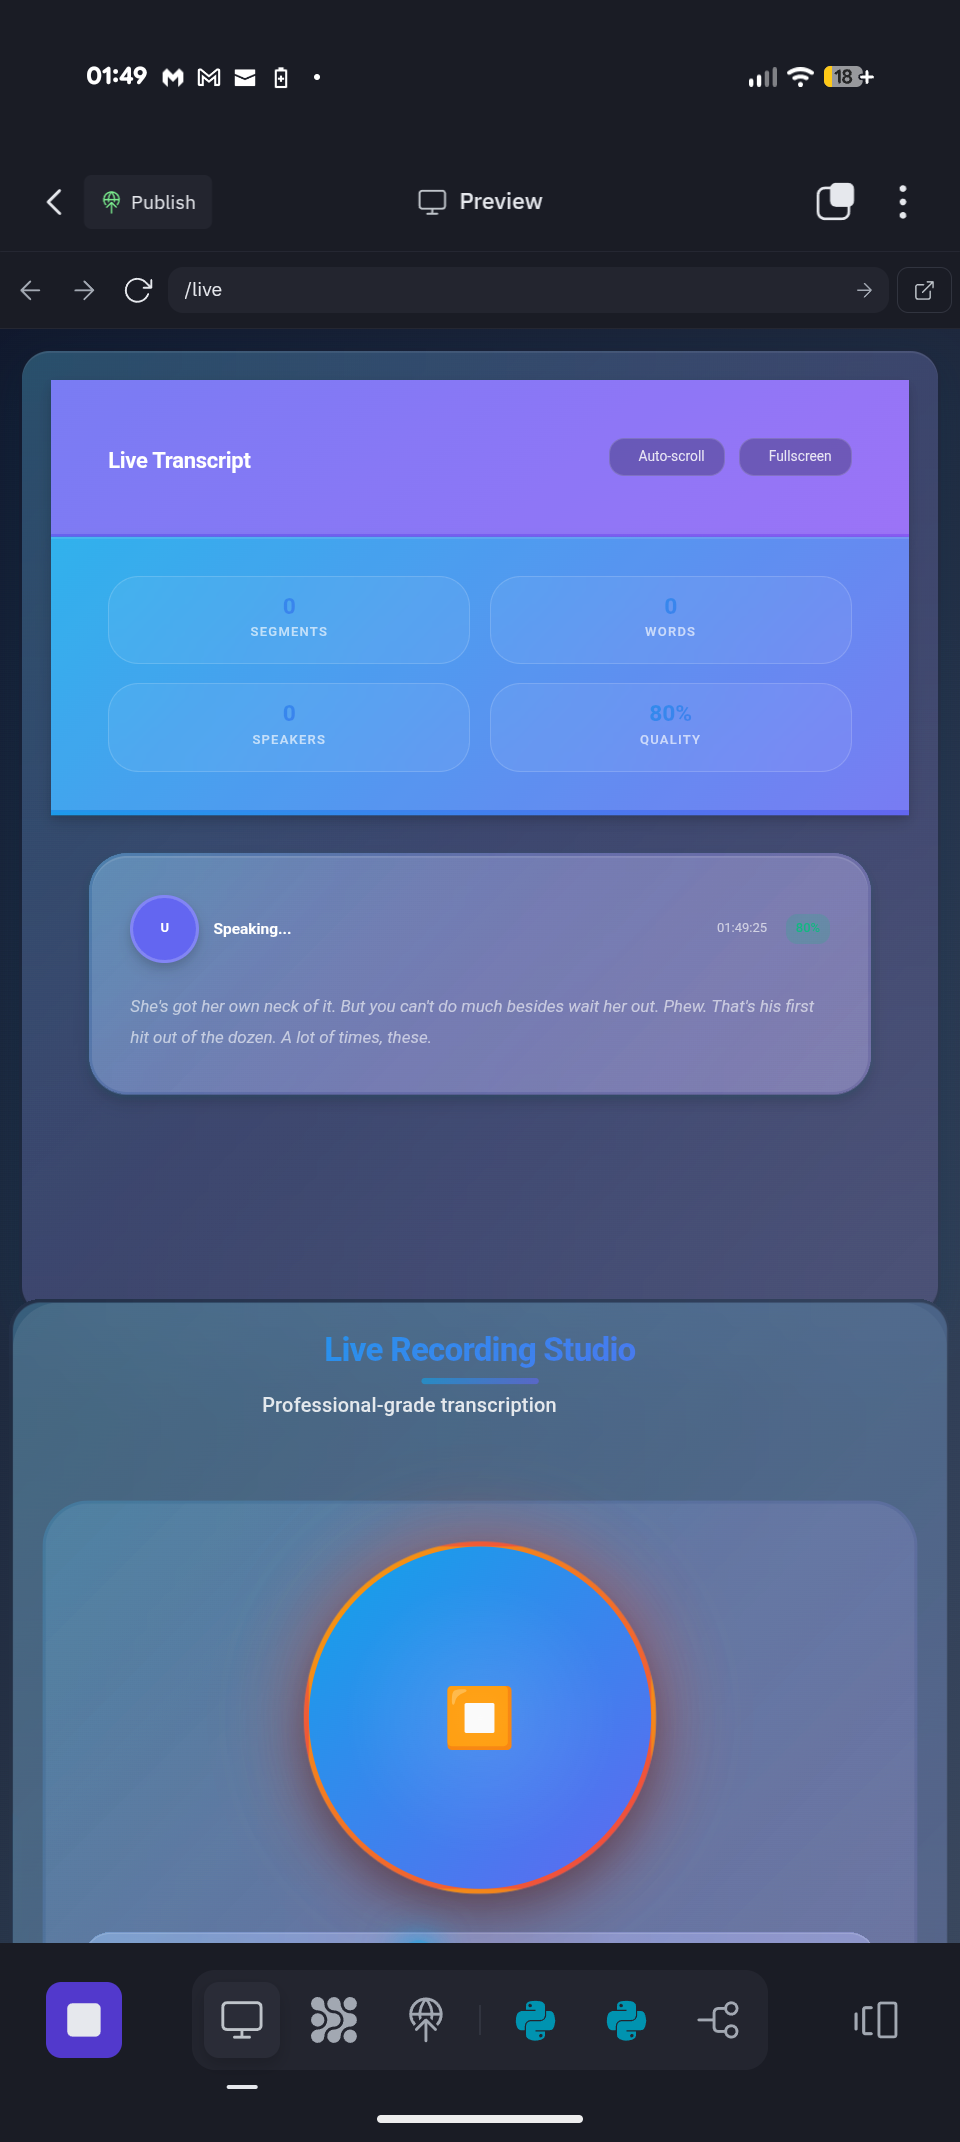 01:49
18
Publish
Preview
/live
Live Transcript
Auto-scroll
Fullscreen
0
SEGMENTS
0
WORDS
0
SPEAKERS
80%
QUALITY
U
Speaking...
01:49:25
80%
She's got her own neck of it. But you can't do much besides wait her out. Phew. That's his first
hit out of the dozen. A lot of times, these.
Live Recording Studio
Professional-grade transcription